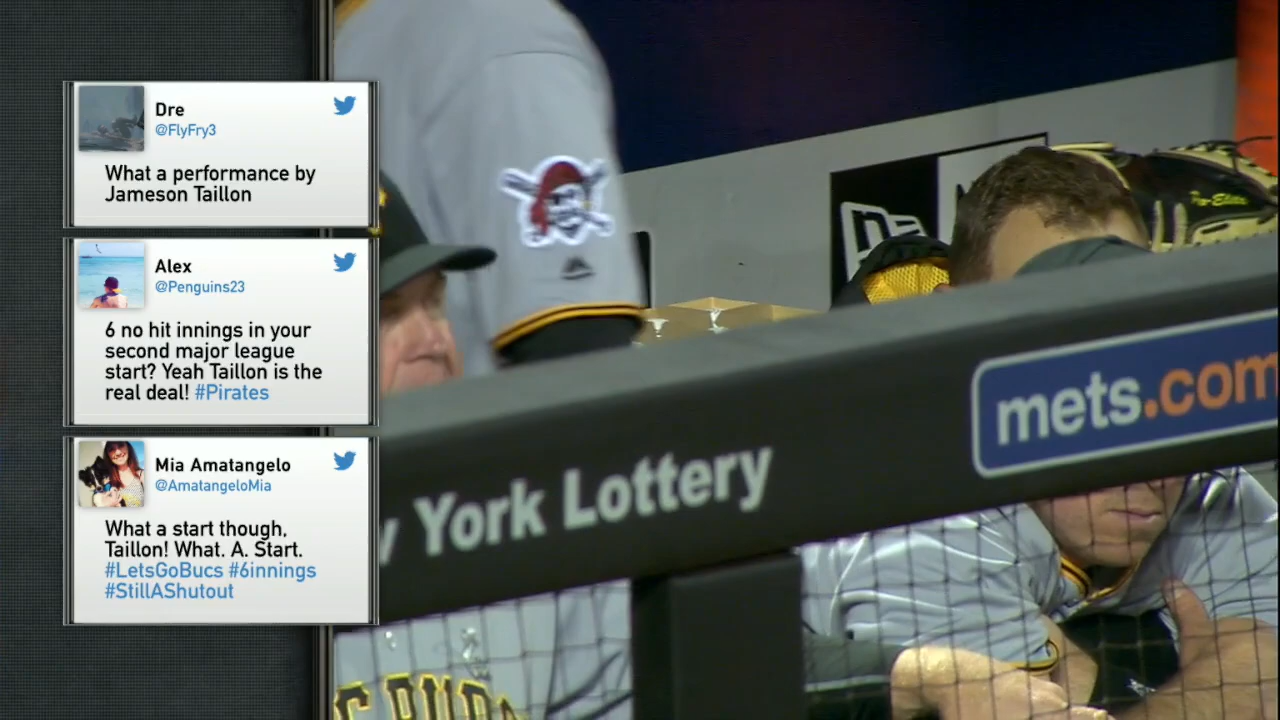 Dre
@FlyFry3
What a performance by
Jameson Taillon
Alex
@Penguins23
6 no hit innings in your
second major league
start? Yeah Taillon is the
real deal! #Pirates
Mia Amatangelo
@AmatangeloMia
What a start though,
Taillon! What. A. Start.
#LetsGoBucs #6innings
#StillAShutout
Pro-Elite
mets.com
York Lottery